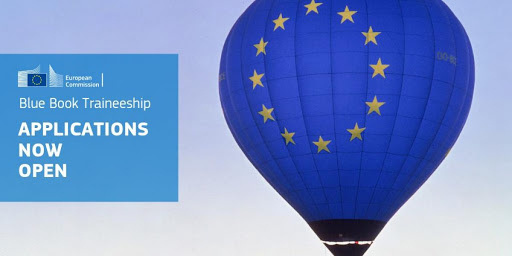 European
Commission
Blue Book Traineeship
APPLICATIONS
NOW
OPEN